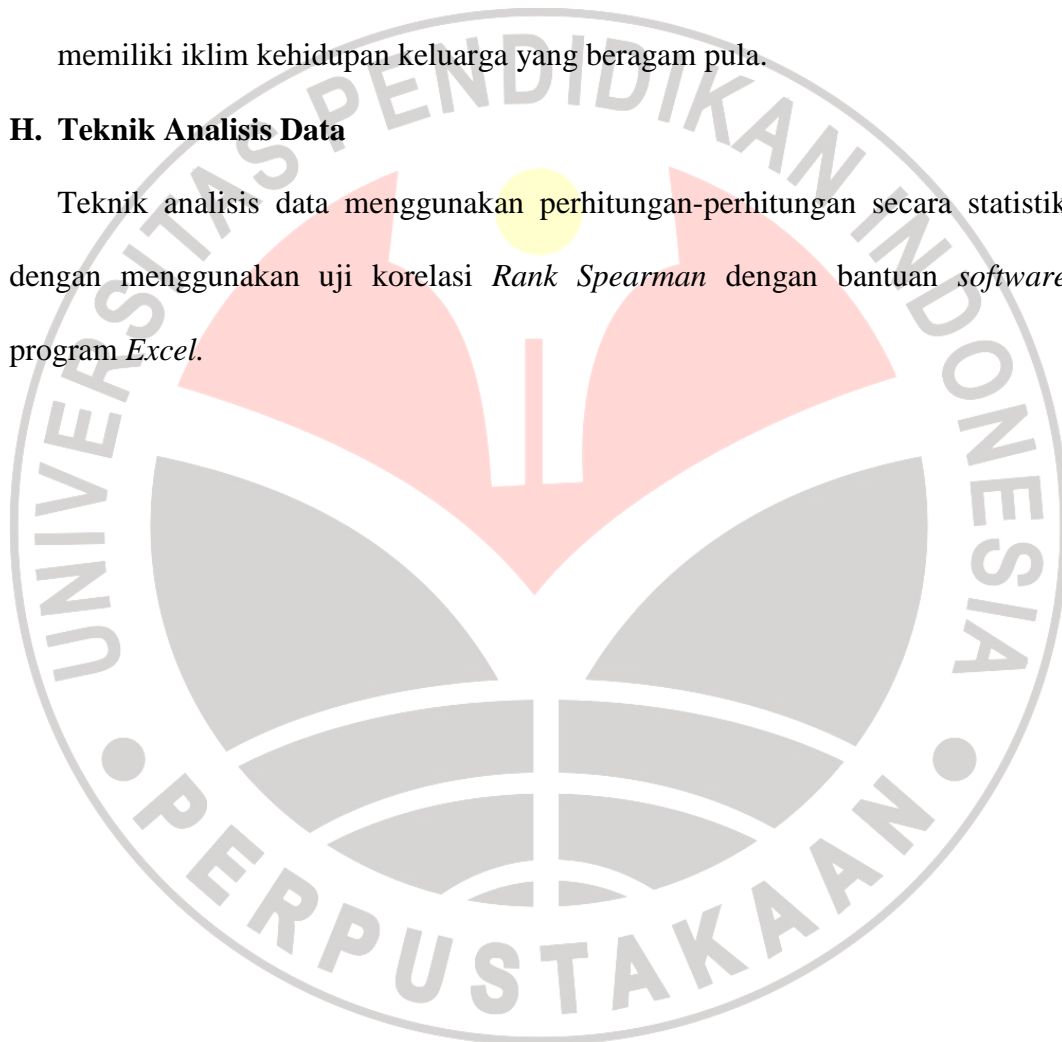 memiliki iklim kehidupan keluarga yang beragam pula.
H. Teknik Analisis Data
Teknik analisis data menggunakan perhitungan-perhitungan secara statistik
dengan menggunakan uji korelasi Rank Spearman dengan bantuan software
program Excel.
UNIVERSITAS PENDIDIKAN INDONESIA
PERPUSTAKAAN